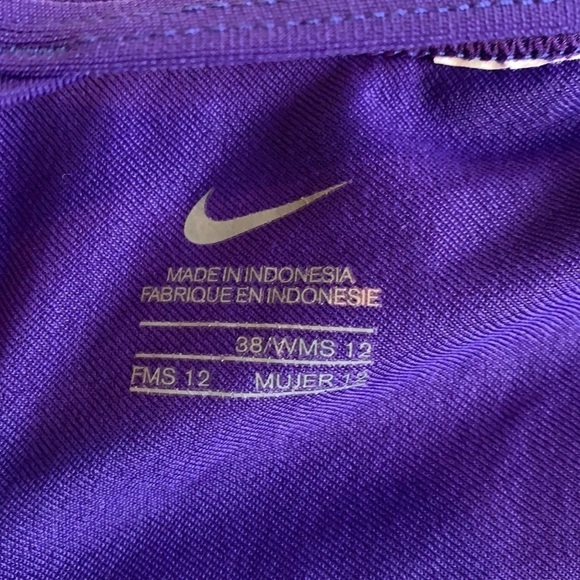 MADE IN INDONESIA
FABRIQUE EN INDONESIE
38/WMS 12
FMS 12 MUJER 12